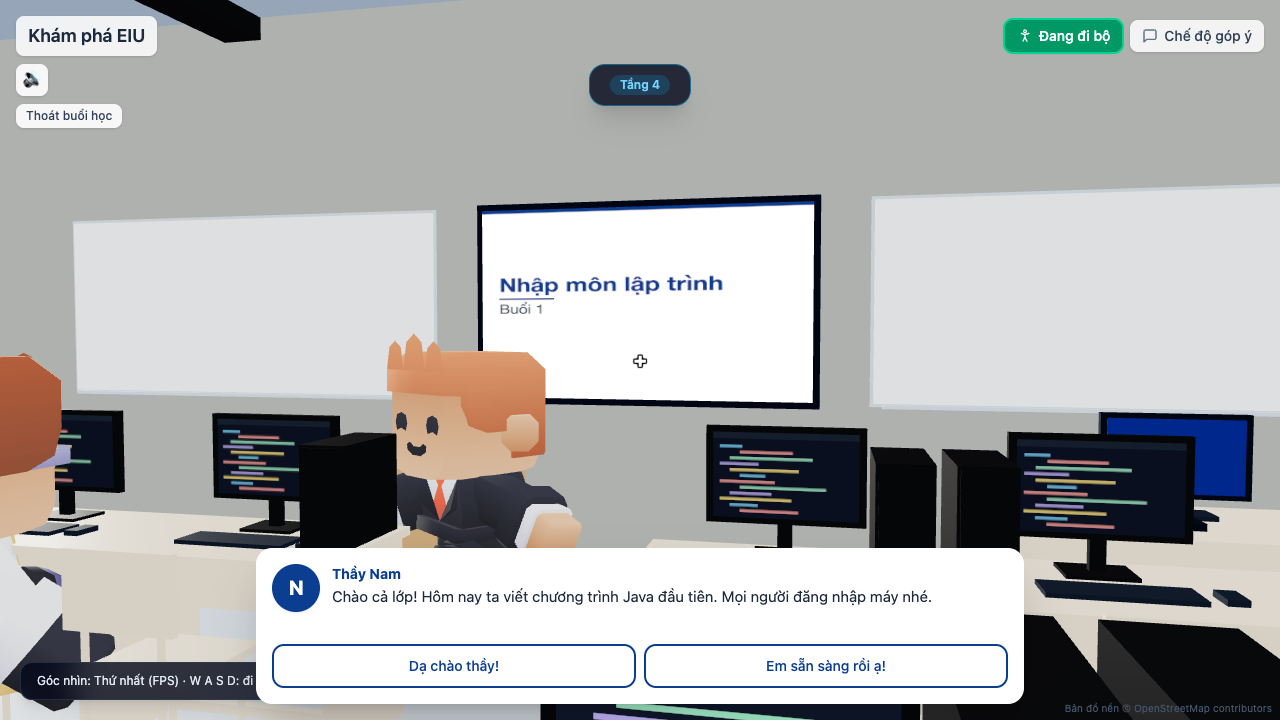 Khám phá EIU
Đang đi bộ
Chế độ góp ý
Tầng 4
Thoát buổi học
Nhập môn lập trình
Buổi 1
N
Thầy Nam
Chào cả lớp! Hôm nay ta viết chương trình Java đầu tiên. Mọi người đăng nhập máy nhé.
Dạ chào thầy!
Em sẵn sàng rồi ạ!
Góc nhìn: Thứ nhất (FPS) · W A S D: đi
Bản đồ nền © OpenStreetMap contributors